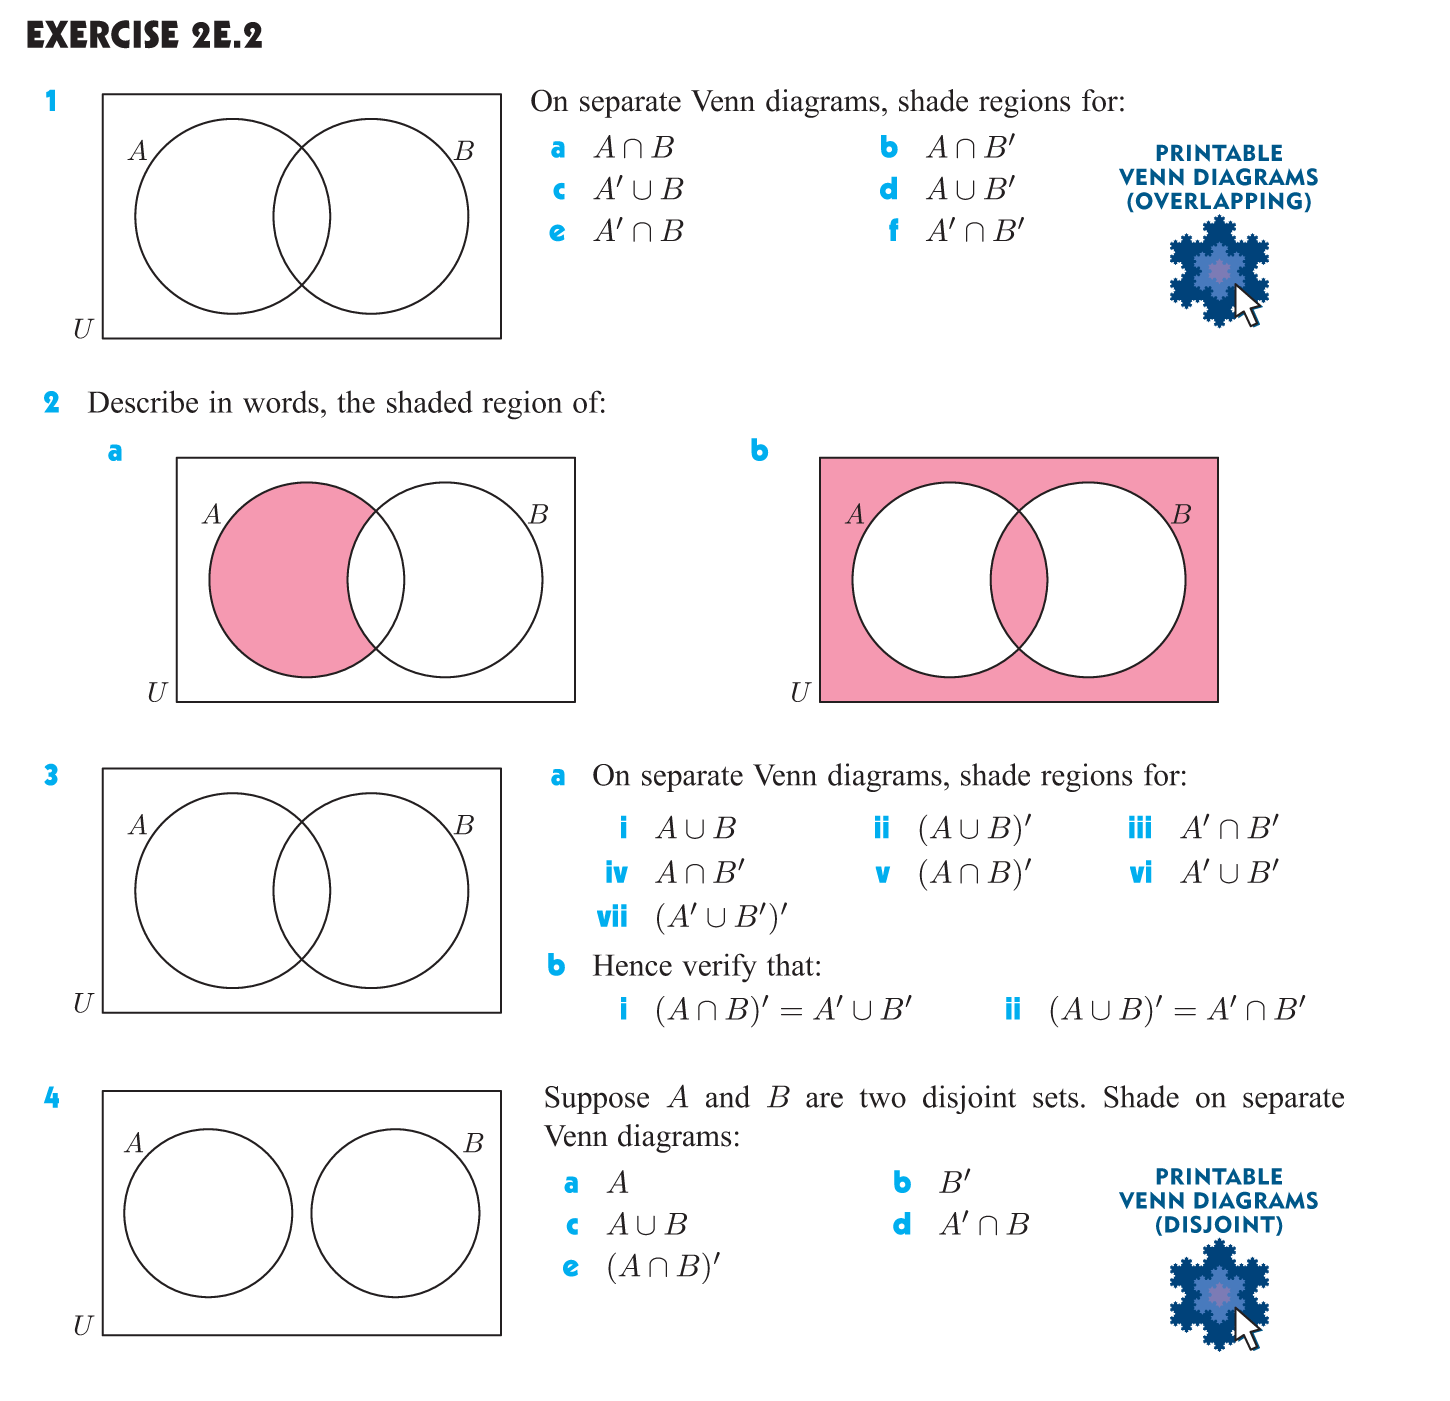 EXERCISE 2E.2
1
A
B
U
On separate Venn diagrams, shade regions for:
a A ∩ B b A ∩ B′
c A′ ∪ B d A ∪ B′
e A′ ∩ B f A′ ∩ B′
PRINTABLE
VENN DIAGRAMS
(OVERLAPPING)
2 Describe in words, the shaded region of:
a
A
B
U
b
A
B
U
3
A
B
U
a On separate Venn diagrams, shade regions for:
i A ∪ B ii (A ∪ B)′ iii A′ ∩ B′
iv A ∩ B′ v (A ∩ B)′ vi A′ ∪ B′
vii (A′ ∪ B′)′
b Hence verify that:
i (A ∩ B)′ = A′ ∪ B′ ii (A ∪ B)′ = A′ ∩ B′
4
A
B
U
Suppose A and B are two disjoint sets. Shade on separate
Venn diagrams:
a A b B′
c A ∪ B d A′ ∩ B
e (A ∩ B)′
PRINTABLE
VENN DIAGRAMS
(DISJOINT)